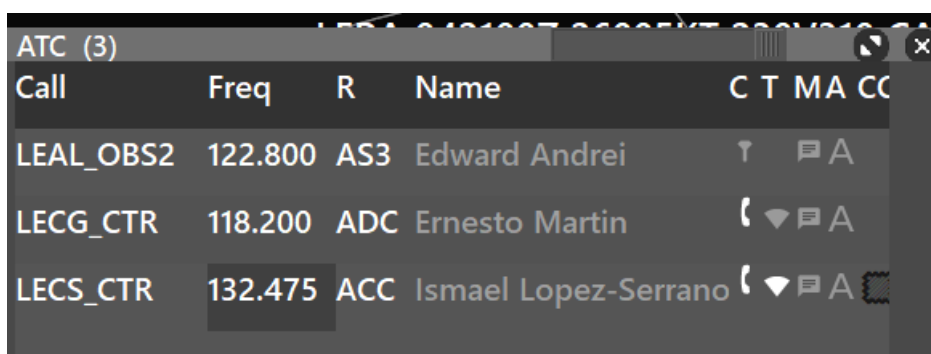 ATC (3)
Call Freq R Name C T M A CC
LEAL_OBS2 122.800 AS3 Edward Andrei A
LECG_CTR 118.200 ADC Ernesto Martin A
LECS_CTR 132.475 ACC Ismael Lopez-Serrano A